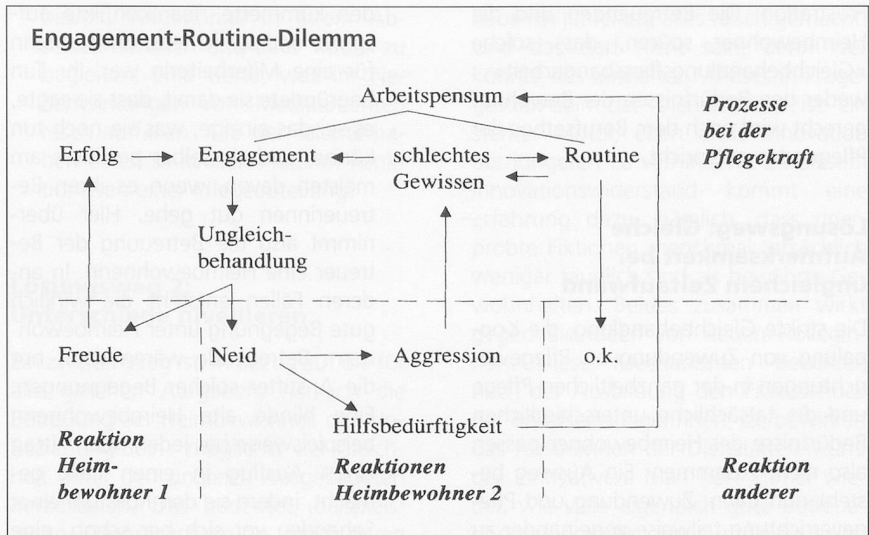 Engagement-Routine-Dilemma
Arbeitspensum
Prozesse
bei der
Pflegekraft
Erfolg Engagement schlechtes Routine
Gewissen
Ungleich-
behandlung
Freude Neid Aggression o.k.
Hilfsbedürftigkeit
Reaktion
Heim-
bewohner 1
Reaktionen
Heimbewohner 2
Reaktion
anderer